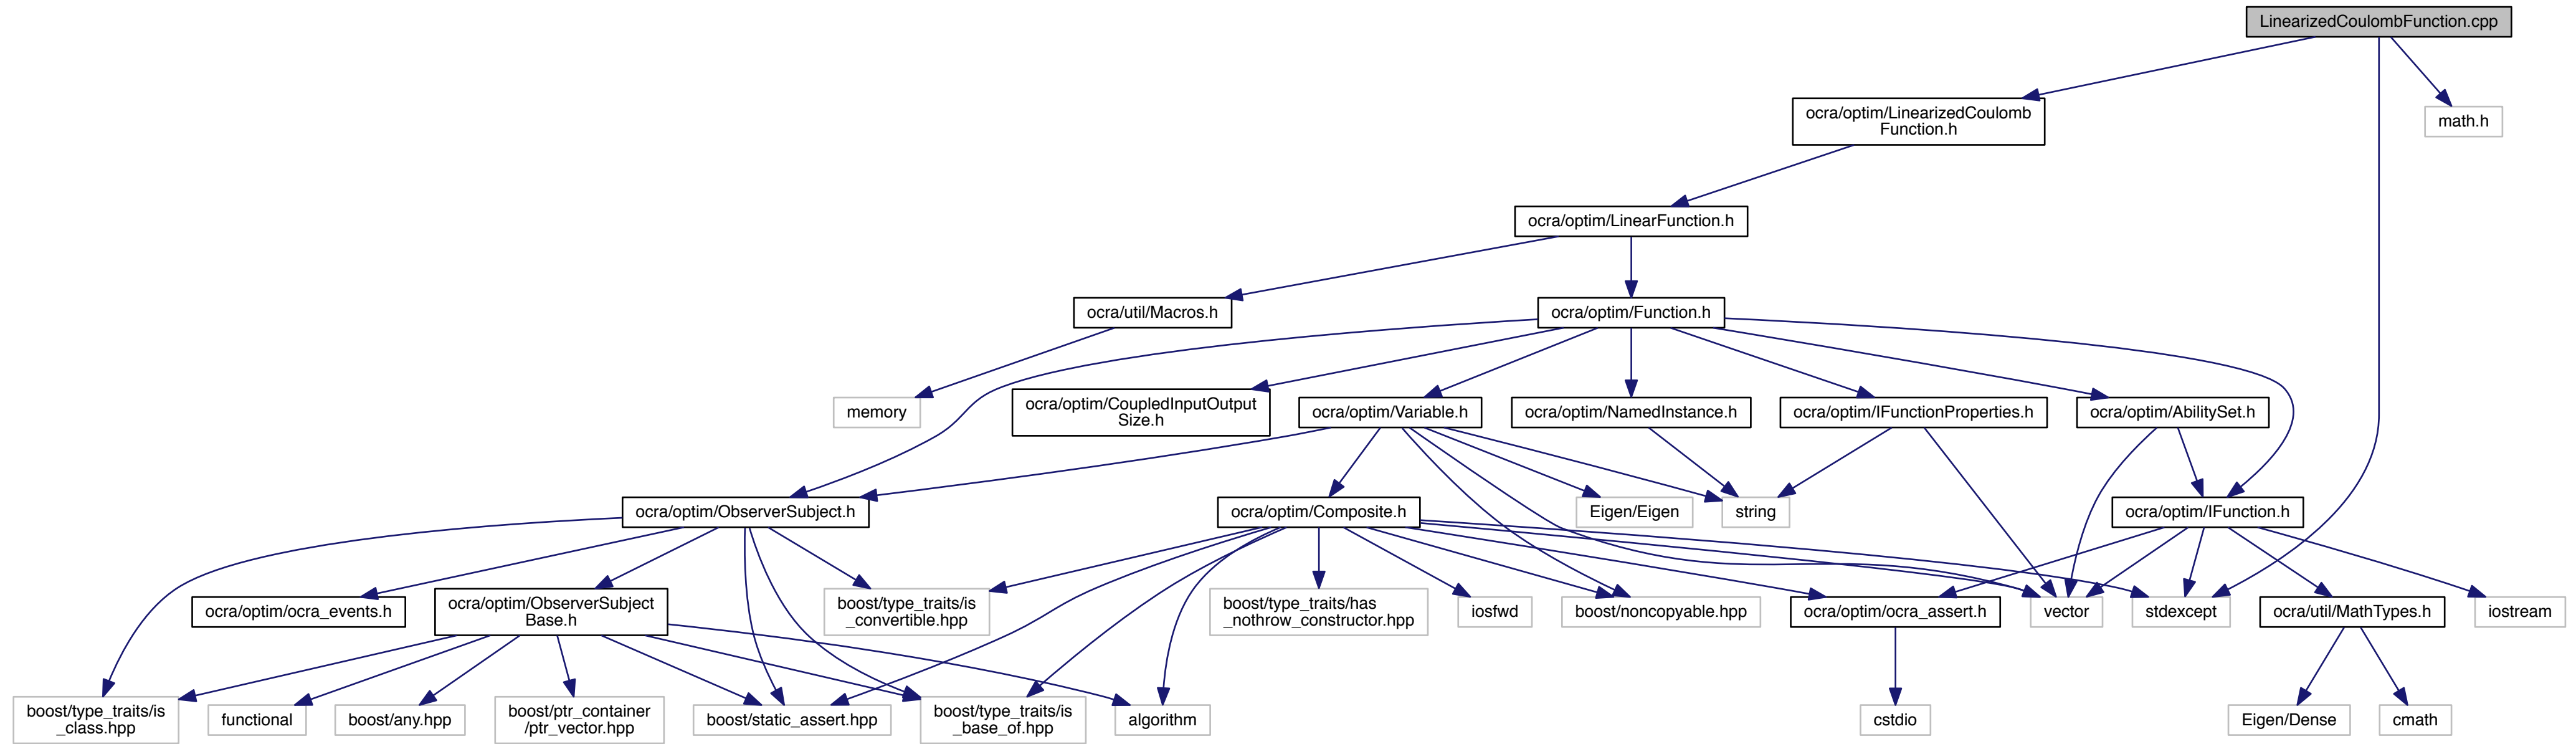 LinearizedCoulombFunction.cpp
ocra/optim/LinearizedCoulomb
Function.h
math.h
ocra/optim/LinearFunction.h
ocra/util/Macros.h
ocra/optim/Function.h
memory
ocra/optim/CoupledInputOutput
Size.h
ocra/optim/Variable.h
ocra/optim/NamedInstance.h
ocra/optim/IFunctionProperties.h
ocra/optim/AbilitySet.h
ocra/optim/ObserverSubject.h
ocra/optim/Composite.h
Eigen/Eigen
string
ocra/optim/IFunction.h
ocra/optim/ocra_events.h
ocra/optim/ObserverSubject
Base.h
boost/type_traits/is
_convertible.hpp
boost/type_traits/has
_nothrow_constructor.hpp
iosfwd
boost/noncopyable.hpp
ocra/optim/ocra_assert.h
vector
stdexcept
ocra/util/MathTypes.h
iostream
boost/type_traits/is
_class.hpp
functional
boost/any.hpp
boost/ptr_container
/ptr_vector.hpp
boost/static_assert.hpp
boost/type_traits/is
_base_of.hpp
algorithm
cstdio
Eigen/Dense
cmath